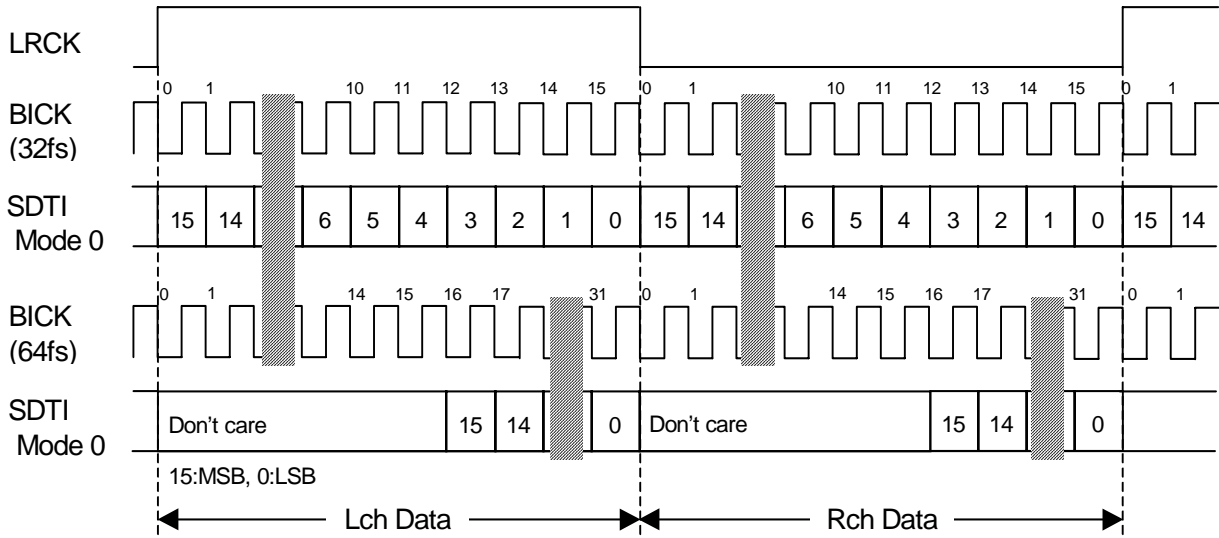 LRCK
0 1 10 11 12 13 14 15 0 1 10 11 12 13 14 15 0 1
BICK
(32fs)
SDTI
Mode 0
15 14 6 5 4 3 2 1 0 15 14 6 5 4 3 2 1 0 15 14
0 1 14 15 16 17 31 0 1 14 15 16 17 31 0 1
BICK
(64fs)
SDTI
Mode 0
Don't care 15 14 0 Don't care 15 14 0
15:MSB, 0:LSB
Lch Data Rch Data